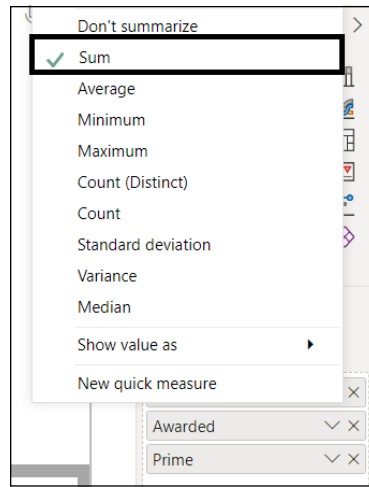 Don't summarize
Sum
Average
Minimum
Maximum
Count (Distinct)
Count
Standard deviation
Variance
Median
Show value as
New quick measure
Awarded
Prime